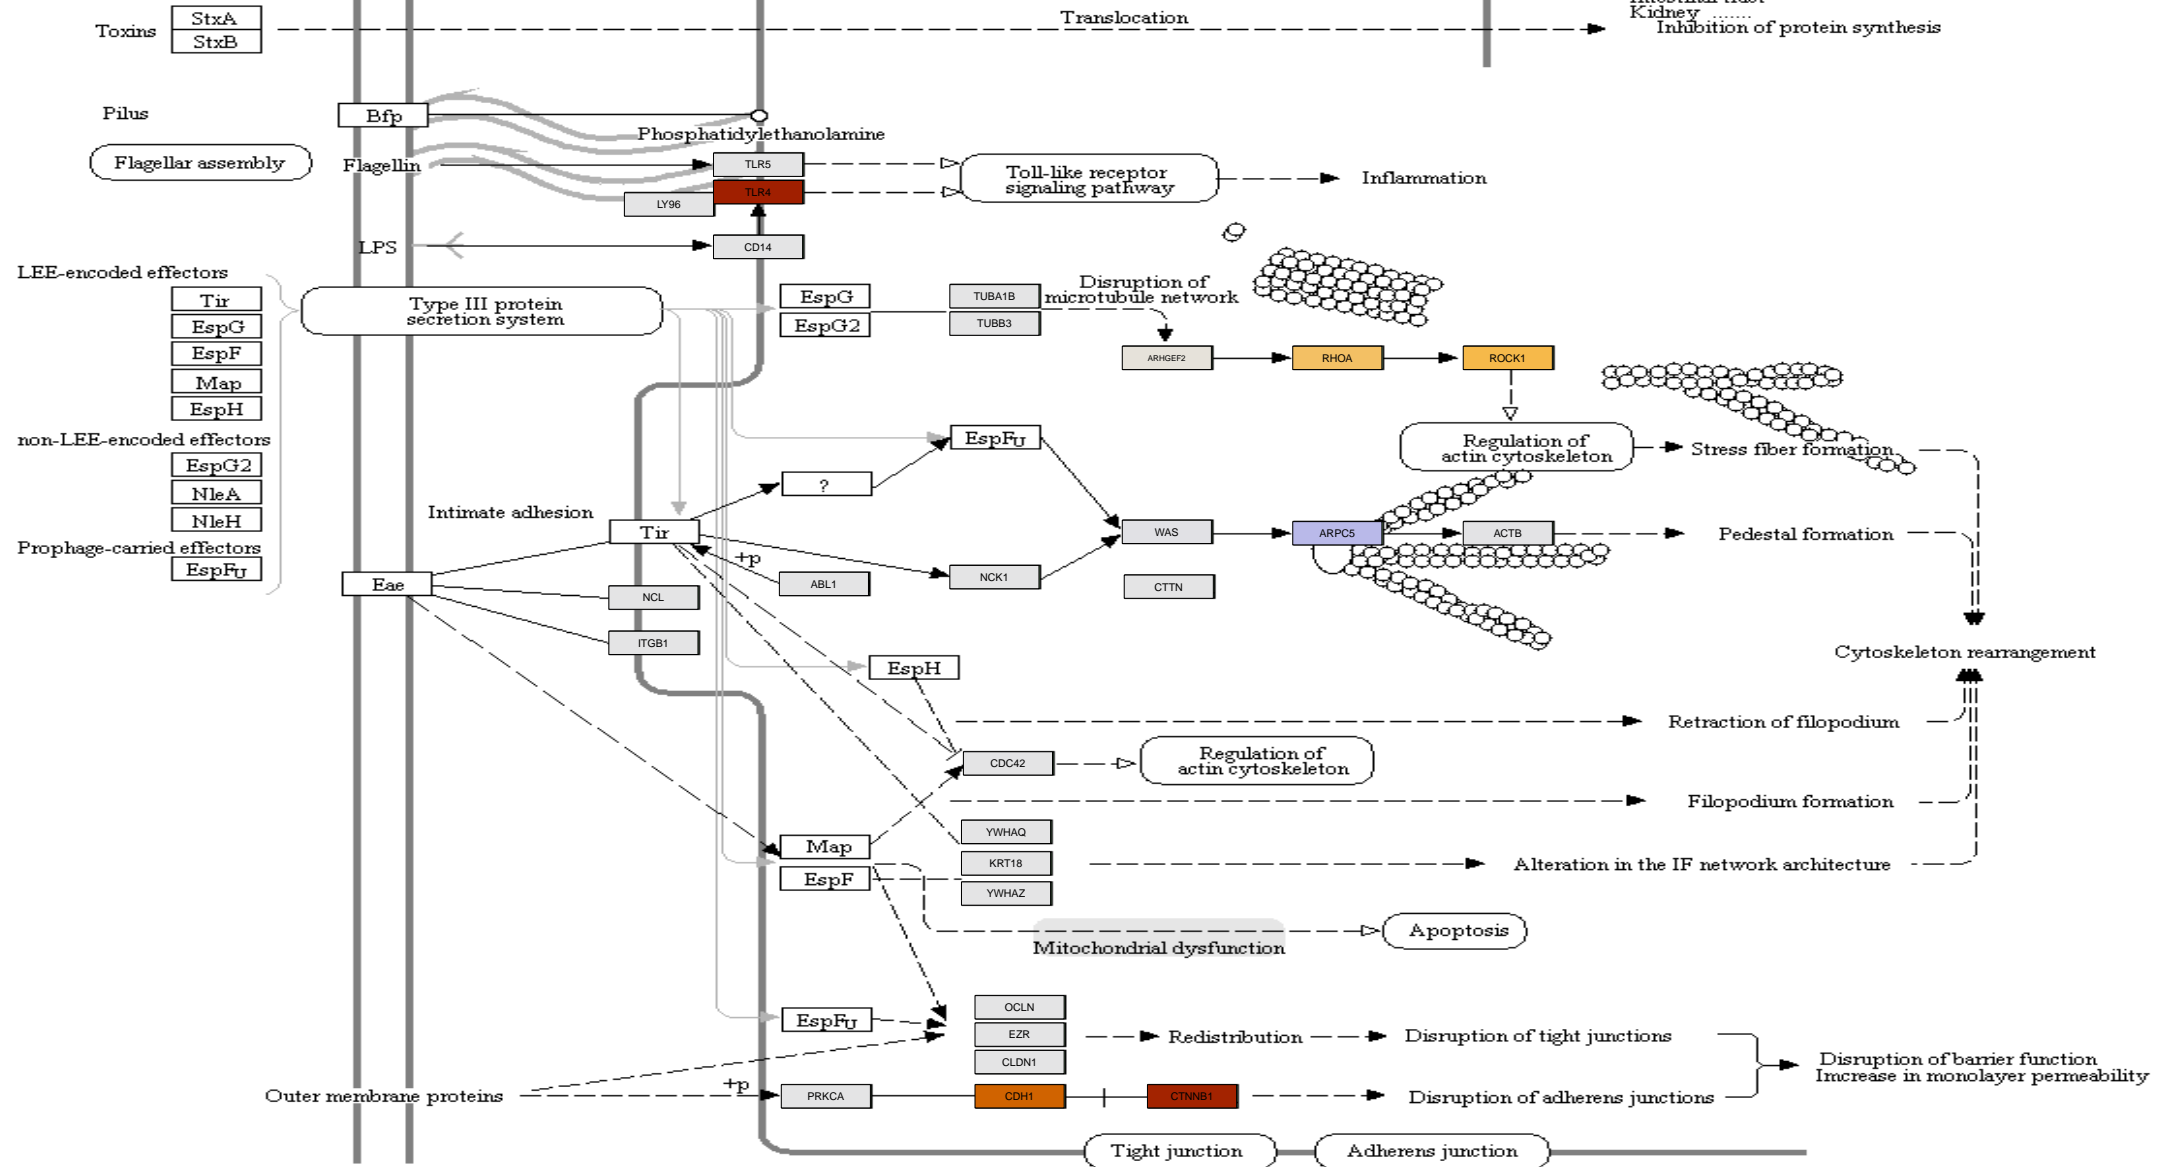 Kidney .......
Inhibition of protein synthesis
Toxins
StxA
StxB
Translocation
Pilus
Bfp
Phosphatidylethanolamine
Flagellar assembly
Flagellin
TLR5
TLR4
LY96
Toll-like receptor
signaling pathway
Inflammation
LPS
CD14
LEE-encoded effectors
Tir
EspG
EspF
Map
EspH
Type III protein
secretion system
EspG
EspG2
TUBA1B
TUBB3
Disruption of
microtubule network
ARHGEF2
RHOA
ROCK1
non-LEE-encoded effectors
EspG2
NleA
NleH
Prophage-carried effectors
EspFU
EspFU
?
Regulation of
actin cytoskeleton
Stress fiber formation
Intimate adhesion
Tir
+p
WAS
ARPC5
ACTB
Pedestal formation
Eae
NCL
ABL1
NCK1
CTTN
ITGB1
EspH
Cytoskeleton rearrangement
Retraction of filopodium
CDC42
Regulation of
actin cytoskeleton
Filopodium formation
Map
EspF
YWHAQ
KRT18
YWHAZ
Alteration in the IF network architecture
Mitochondrial dysfunction
Apoptosis
EspFU
OCLN
EZR
CLDN1
Redistribution
Disruption of tight junctions
Disruption of barrier function
Imcrease in monolayer permeability
Outer membrane proteins
+p
PRKCA
CDH1
CTNNB1
Disruption of adherens junctions
Tight junction
Adherens junction